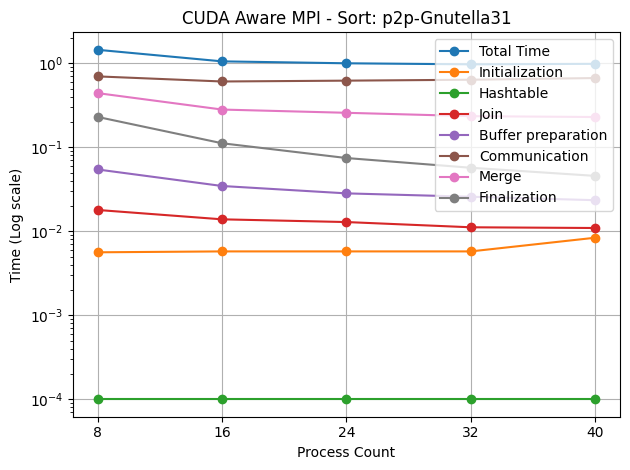 CUDA Aware MPI - Sort: p2p-Gnutella31
Time (Log scale)
10⁰
10⁻¹
10⁻²
10⁻³
10⁻⁴
Total Time
Initialization
Hashtable
Join
Buffer preparation
Communication
Merge
Finalization
8 16 24 32 40
Process Count